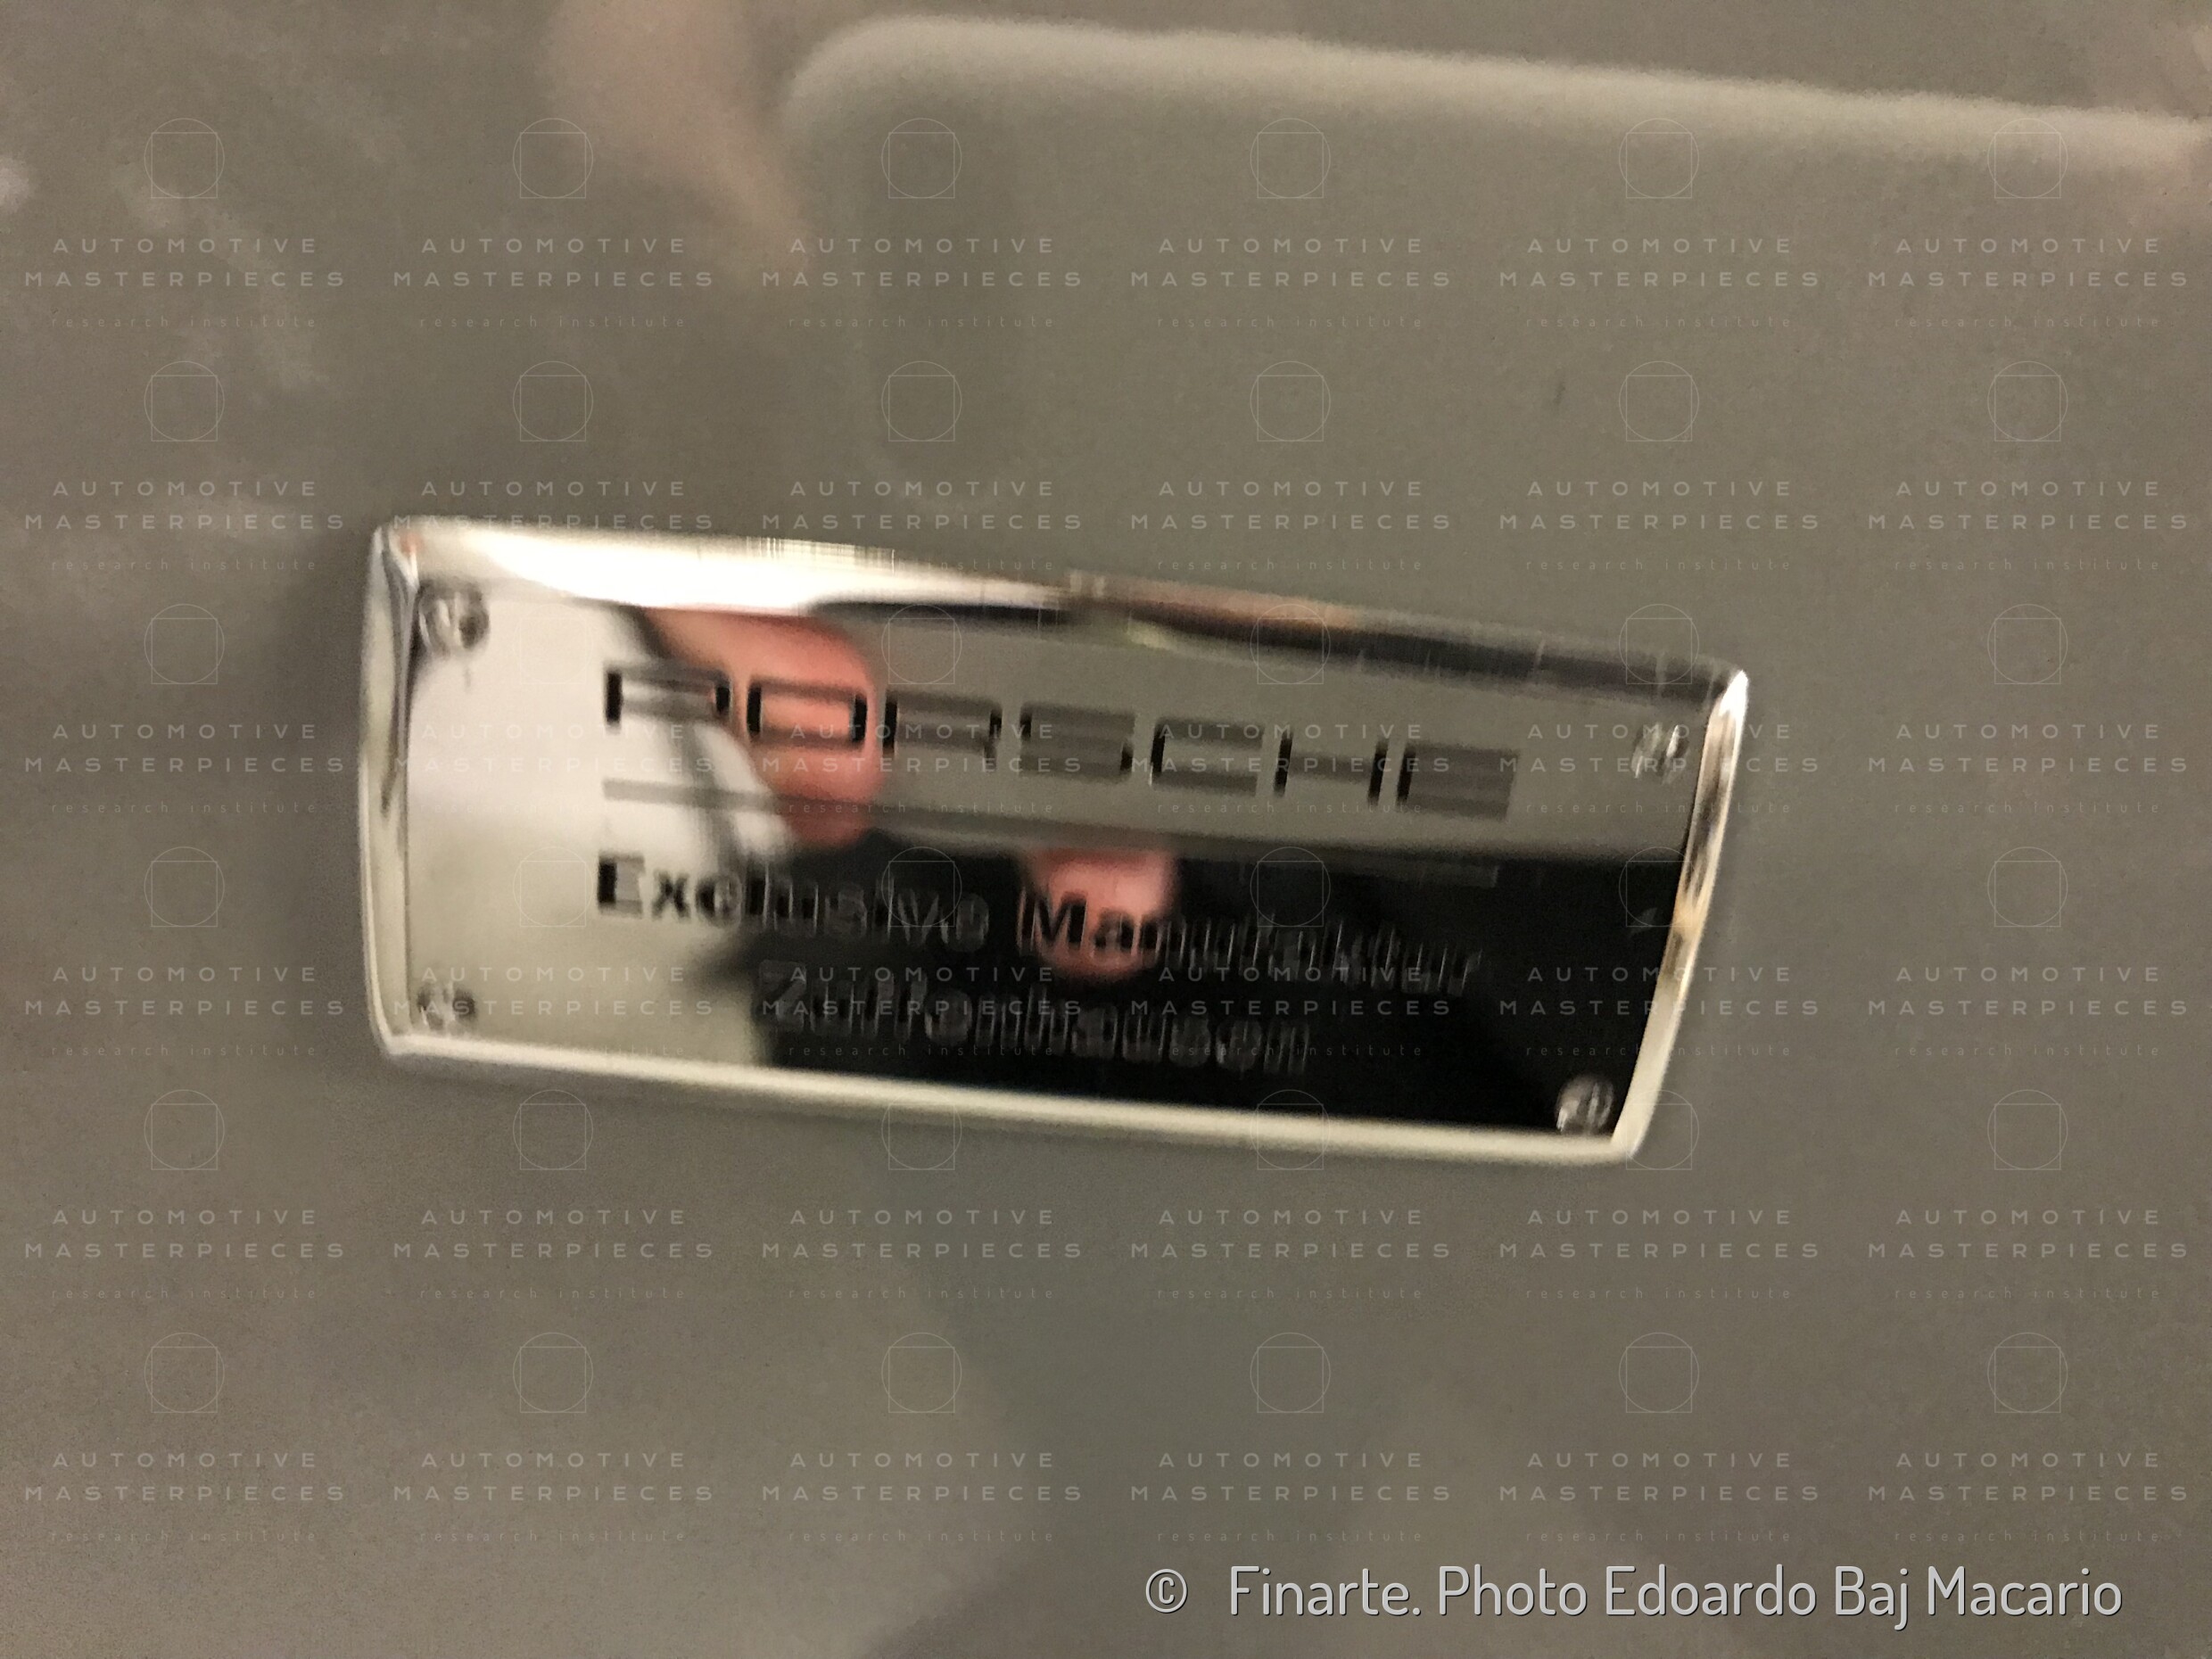 PORSCHE
Exclusive Manufaktur
Zuffenhausen
AUTOMOTIVE
MASTERPIECES
research institute
© Finarte. Photo Edoardo Baj Macario